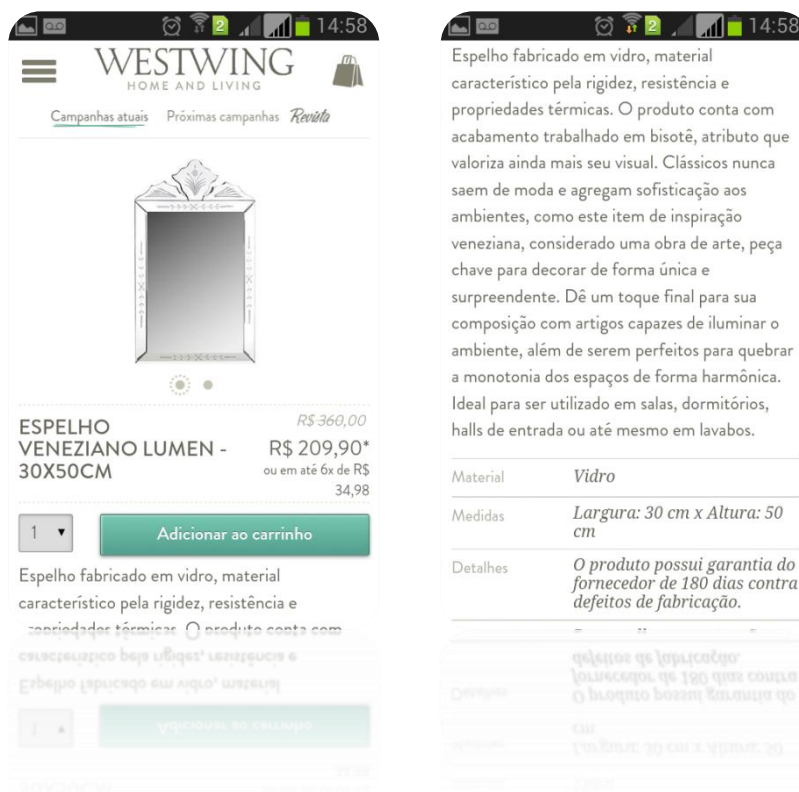 2 14:58
WESTWING
HOME AND LIVING
Campanhas atuais Próximas campanhas Revista
ESPELHO
VENEZIANO LUMEN -
30X50CM
R$ 360,00
R$ 209,90*
ou em até 6x de R$
34,98
1 Adicionar ao carrinho
Espelho fabricado em vidro, material
característico pela rigidez, resistência e
propriedades térmicas. O produto conta com
2 14:58
Espelho fabricado em vidro, material
característico pela rigidez, resistência e
propriedades térmicas. O produto conta com
acabamento trabalhado em bisotê, atributo que
valoriza ainda mais seu visual. Clássicos nunca
saem de moda e agregam sofisticação aos
ambientes, como este item de inspiração
veneziana, considerado uma obra de arte, peça
chave para decorar de forma única e
surpreendente. Dê um toque final para sua
composição com artigos capazes de iluminar o
ambiente, além de serem perfeitos para quebrar
a monotonia dos espaços de forma harmônica.
Ideal para ser utilizado em salas, dormitórios,
halls de entrada ou até mesmo em lavabos.
Material Vidro
Medidas Largura: 30 cm x Altura: 50
cm
Detalhes O produto possui garantia do
fornecedor de 180 dias contra
defeitos de fabricação.